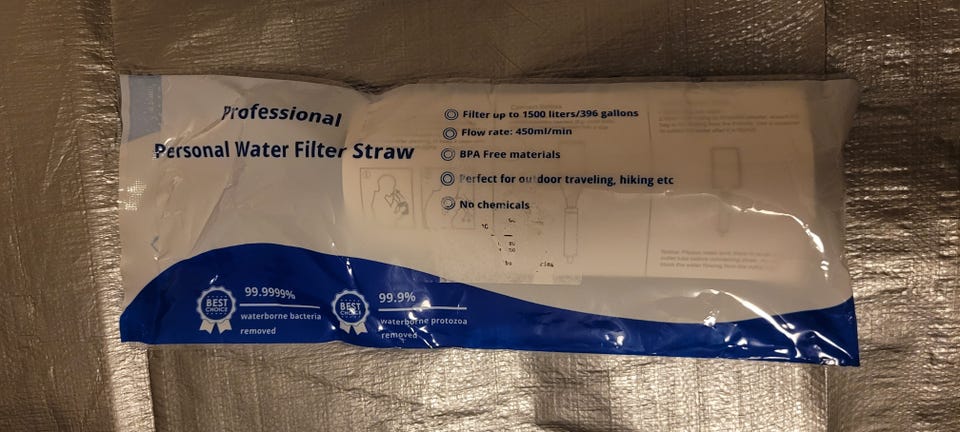 Professional
Personal Water Filter Straw
Filter up to 1500 liters/396 gallons
Flow rate: 450ml/min
BPA Free materials
Perfect for outdoor traveling, hiking etc
No chemicals
BEST
CHOICE
99.9999%
waterborne bacteria
removed
BEST
CHOICE
99.9%
waterborne protozoa
removed